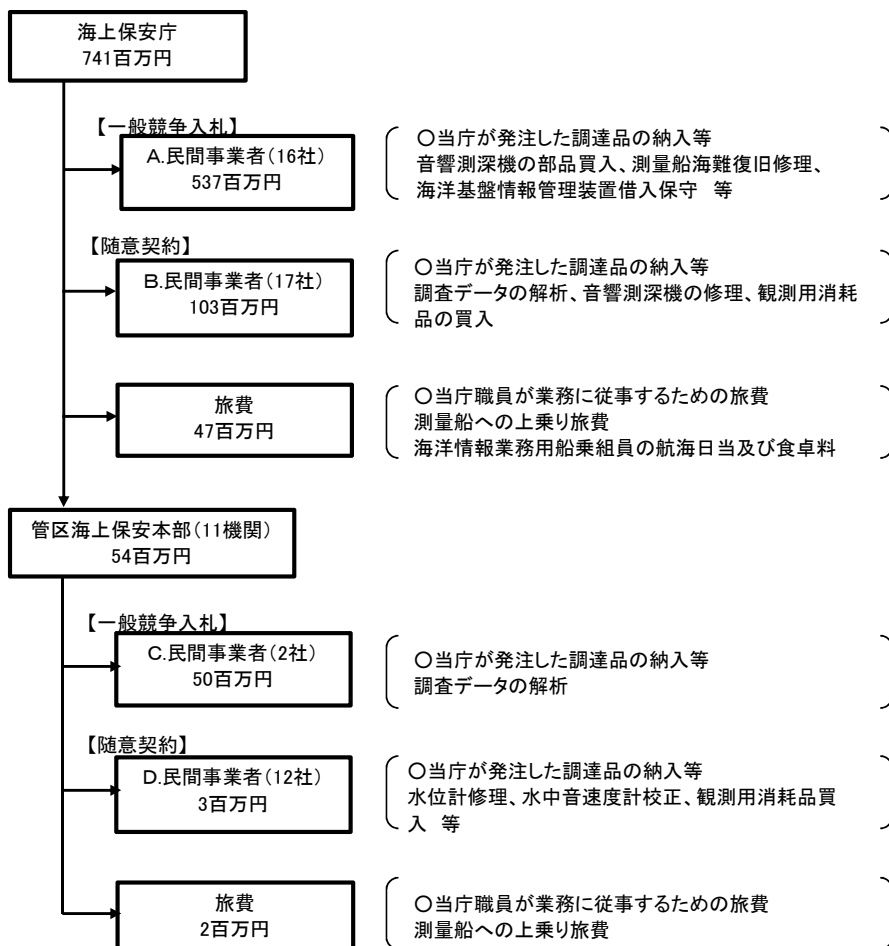 海上保安庁
741百万円
【一般競争入札】
A.民間事業者(16社)
537百万円
○当庁が発注した調達品の納入等
音響測深機の部品買入、測量船海難復旧修理、
海洋基盤情報管理装置借入保守 等
【随意契約】
B.民間事業者(17社)
103百万円
○当庁が発注した調達品の納入等
調査データの解析、音響測深機の修理、観測用消耗
品の買入
旅費
47百万円
○当庁職員が業務に従事するための旅費
測量船への上乗り旅費
海洋情報業務用船乗組員の航海日当及び食卓料
管区海上保安本部(11機関)
54百万円
【一般競争入札】
C.民間事業者(2社)
50百万円
○当庁が発注した調達品の納入等
調査データの解析
【随意契約】
D.民間事業者(12社)
3百万円
○当庁が発注した調達品の納入等
水位計修理、水中音速度計校正、観測用消耗品買
入 等
旅費
2百万円
○当庁職員が業務に従事するための旅費
測量船への上乗り旅費